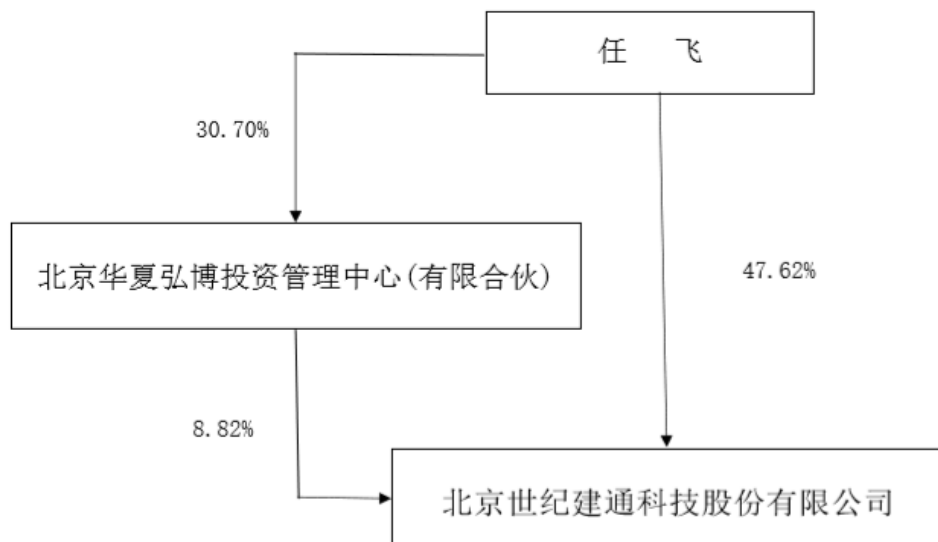 任 飞
30.70%
北京华夏弘博投资管理中心(有限合伙)
47.62%
8.82%
北京世纪建通科技股份有限公司